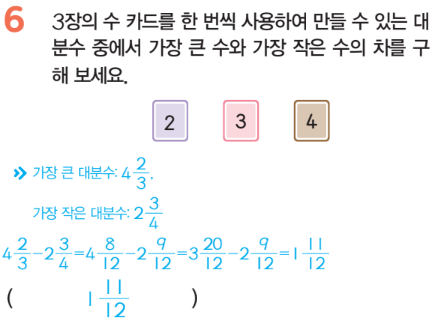 6 3장의 수 카드를 한 번씩 사용하여 만들 수 있는 대
분수 중에서 가장 큰 수와 가장 작은 수의 차를 구
해 보세요.
2 3 4
» 가장 큰 대분수: 4 2/3,
가장 작은 대분수: 2 3/4
4 2/3 - 2 3/4 = 4 8/12 - 2 9/12 = 3 20/12 - 2 9/12 = 1 11/12
( 1 11/12 )